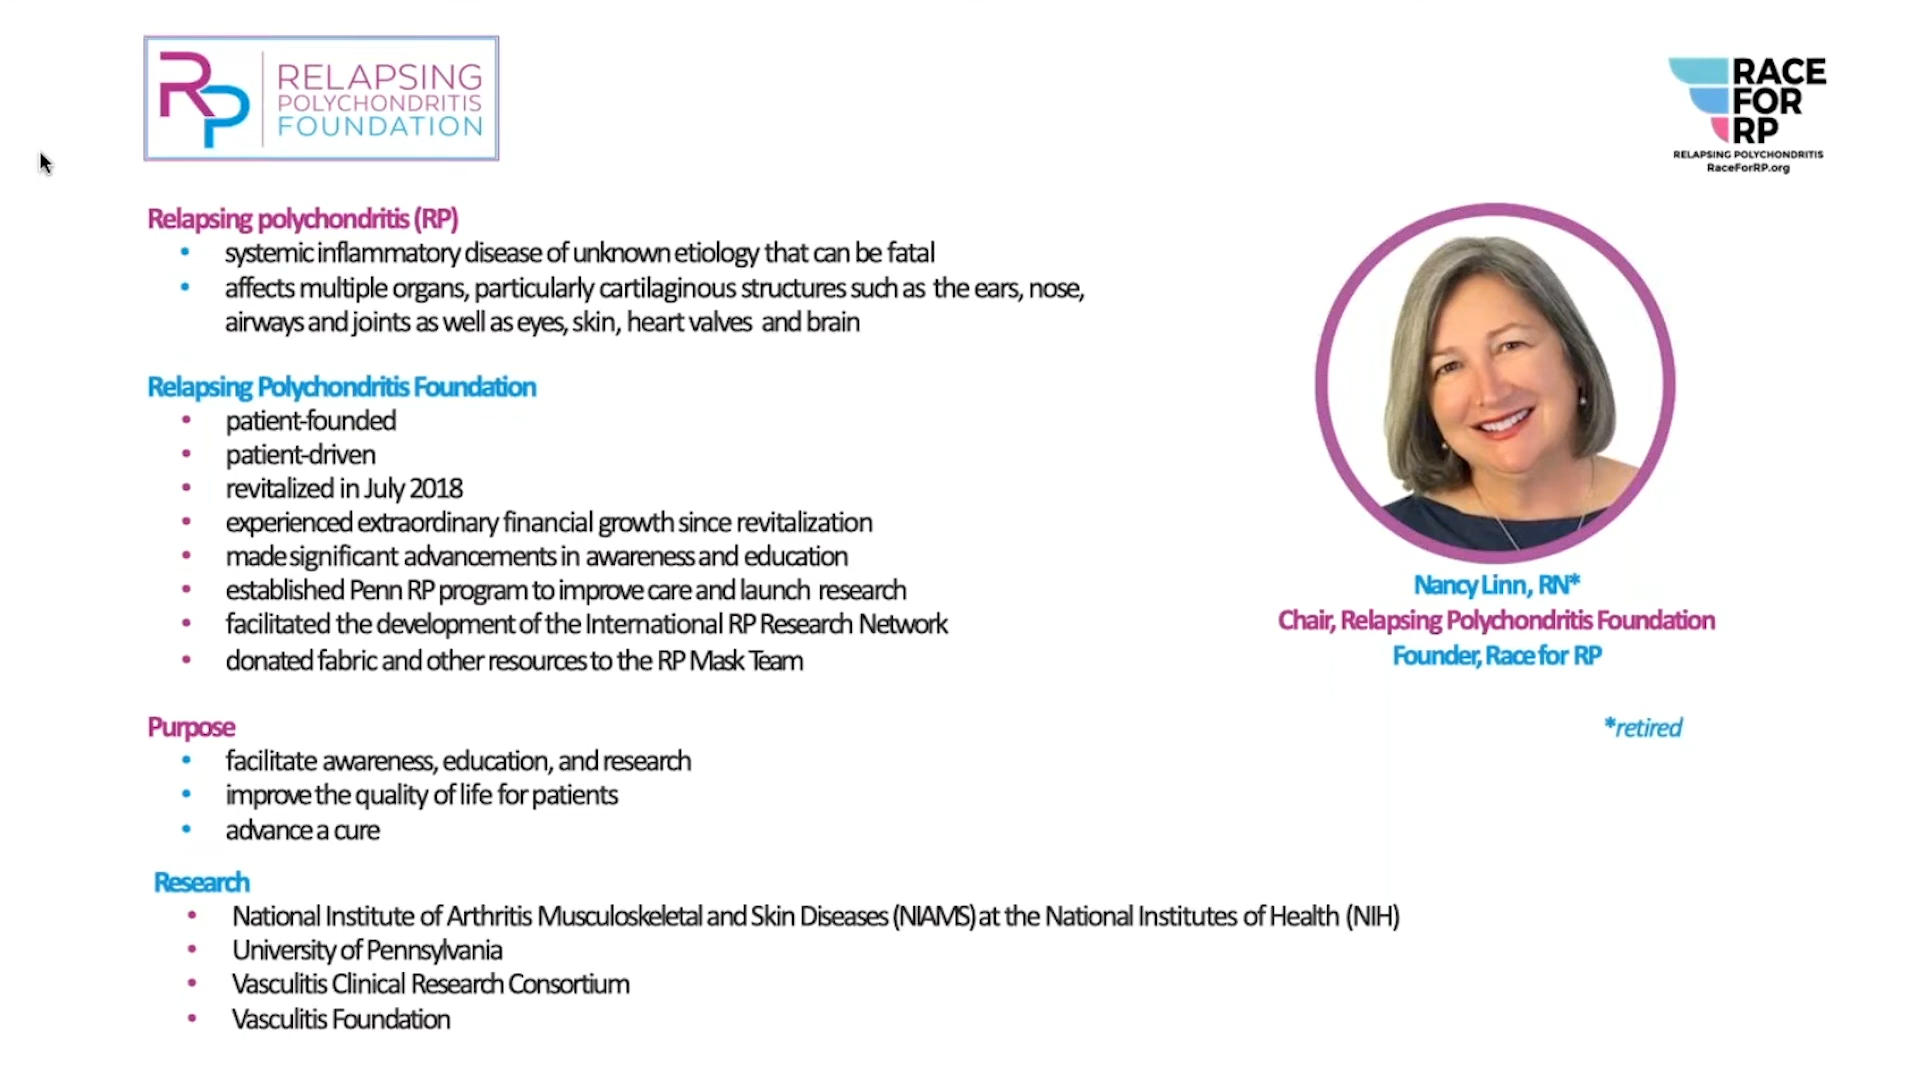 RP
RELAPSING
POLYCHONDRITIS
FOUNDATION
RACE
FOR
RP
RELAPSING POLYCHONDRITIS
RaceForRP.org
Relapsing polychondritis (RP)
• systemic inflammatory disease of unknown etiology that can be fatal
• affects multiple organs, particularly cartilaginous structures such as the ears, nose,
airways and joints as well as eyes, skin, heart valves and brain
Relapsing Polychondritis Foundation
• patient-founded
• patient-driven
• revitalized in July 2018
• experienced extraordinary financial growth since revitalization
• made significant advancements in awareness and education
• established Penn RP program to improve care and launch research
• facilitated the development of the International RP Research Network
• donated fabric and other resources to the RP Mask Team
Purpose
• facilitate awareness, education, and research
• improve the quality of life for patients
• advance a cure
Research
• National Institute of Arthritis Musculoskeletal and Skin Diseases (NIAMS) at the National Institutes of Health (NIH)
• University of Pennsylvania
• Vasculitis Clinical Research Consortium
• Vasculitis Foundation
Nancy Linn, RN*
Chair, Relapsing Polychondritis Foundation
Founder, Race for RP
*retired